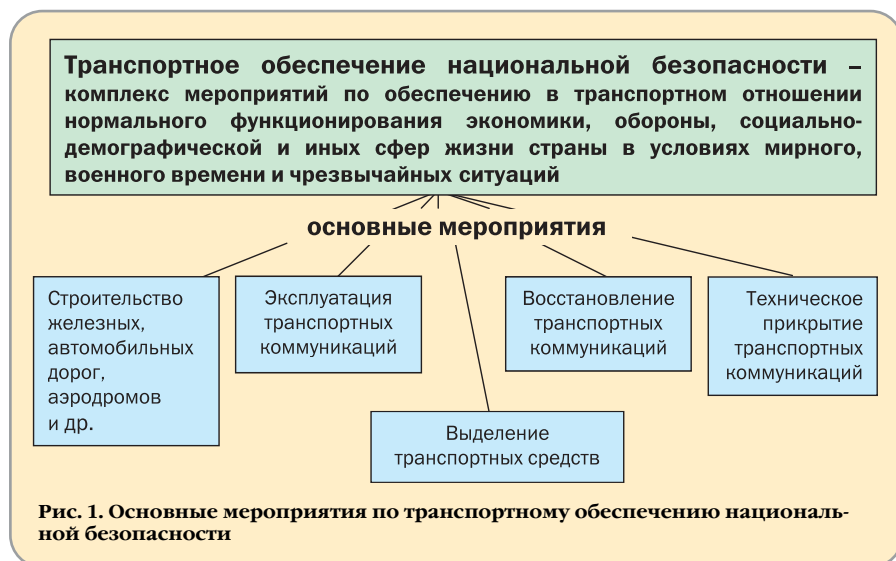 Транспортное обеспечение национальной безопасности –
комплекс мероприятий по обеспечению в транспортном отношении
нормального функционирования экономики, обороны, социально-
демографической и иных сфер жизни страны в условиях мирного,
военного времени и чрезвычайных ситуаций
основные мероприятия
Строительство
железных,
автомобильных
дорог,
аэродромов
и др.
Эксплуатация
транспортных
коммуникаций
Выделение
транспортных средств
Восстановление
транспортных
коммуникаций
Техническое
прикрытие
транспортных
коммуникаций
Рис. 1. Основные мероприятия по транспортному обеспечению националь-
ной безопасности